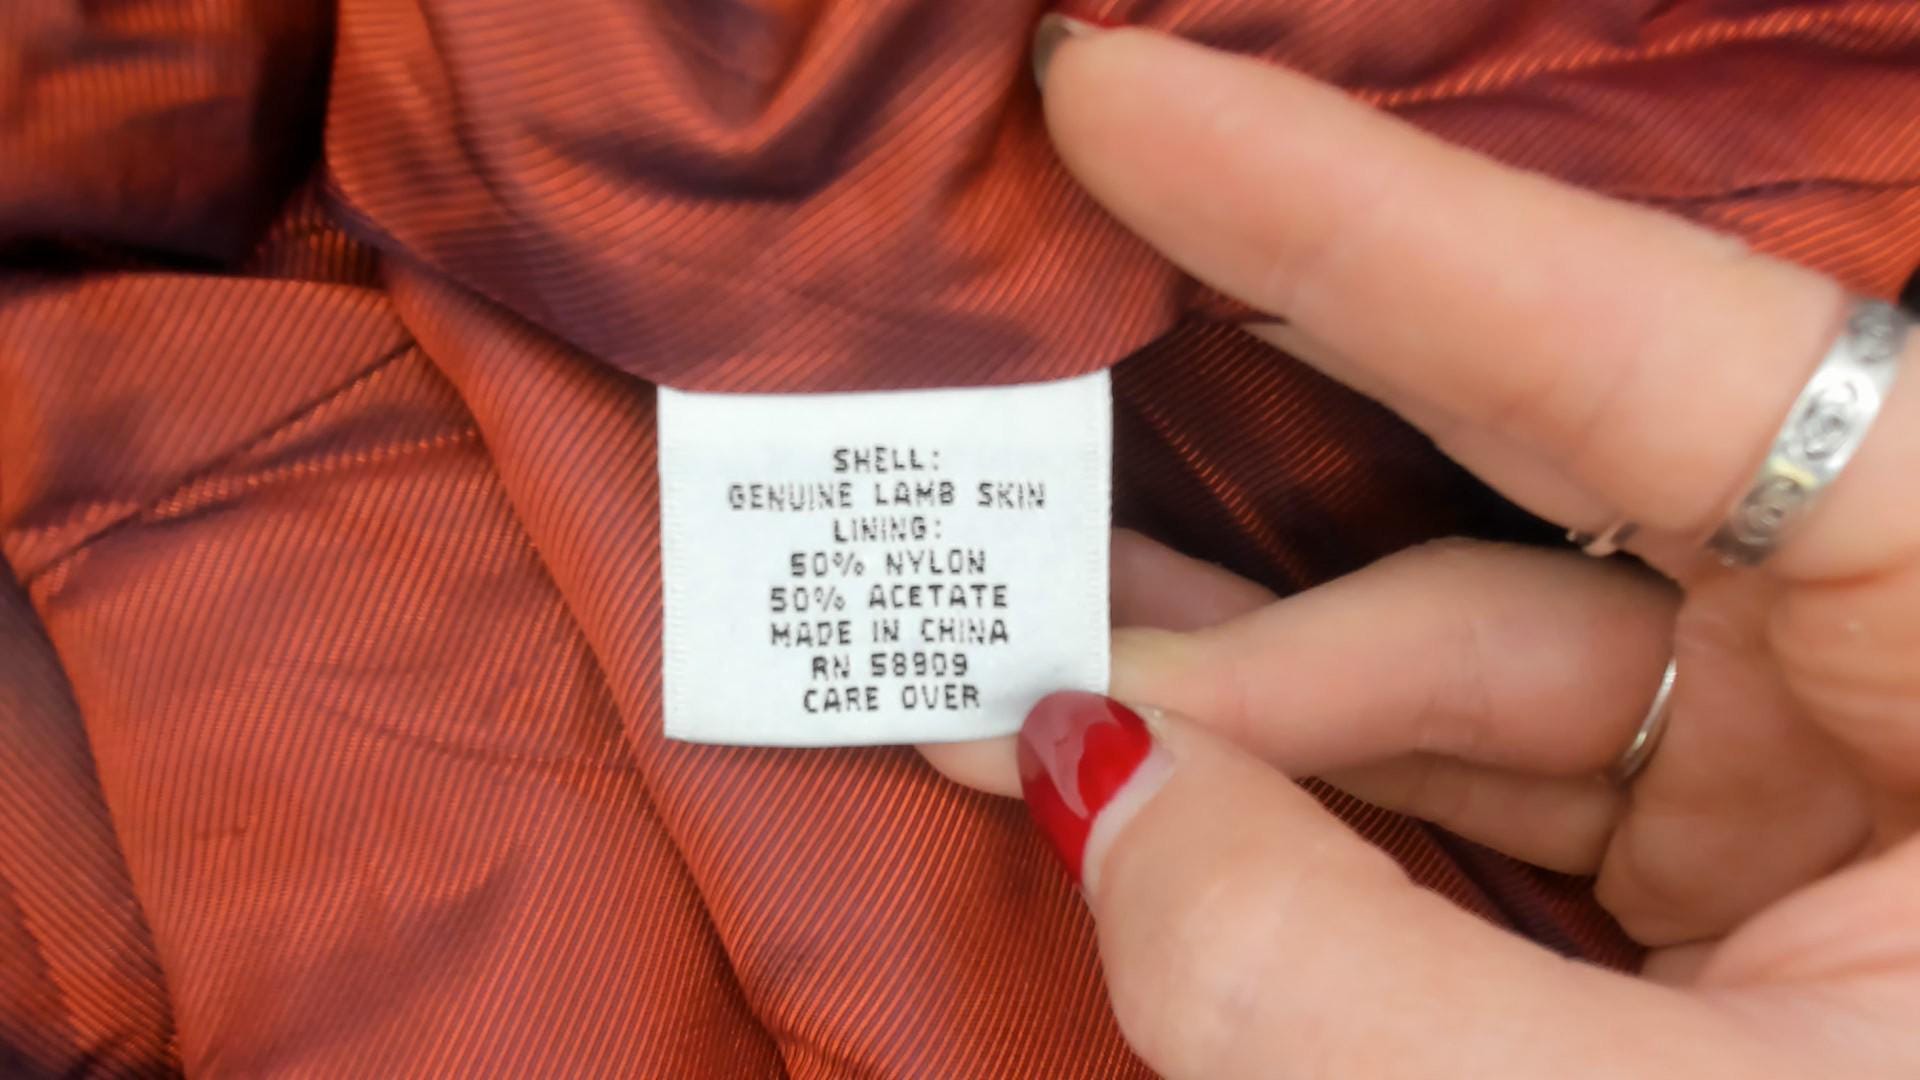 SHELL:
GENUINE LAMB SKIN
LINING:
50% NYLON
50% ACETATE
MADE IN CHINA
RN 58909
CARE OVER